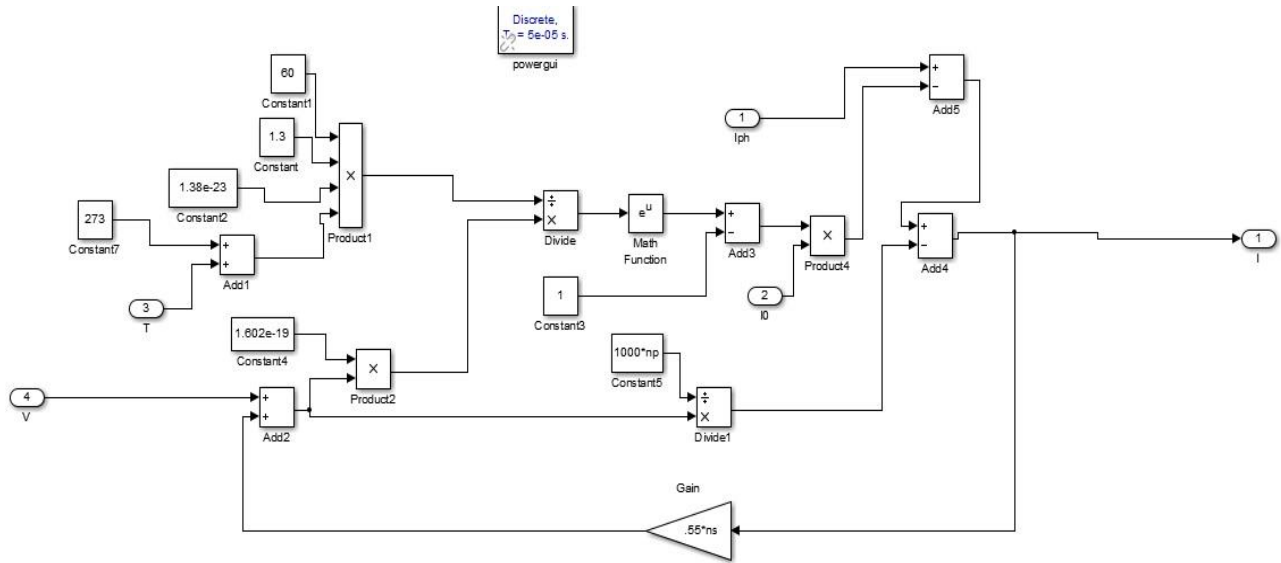 Discrete,
= 5e-05 s.
powergui
60
Constant1
1.3
Constant
1.38e-23
Constant2
273
Constant7
+
+
Add1
3
T
×
Product1
1.602e-19
Constant4
×
Product2
4
V
+
+
Add2
÷
×
Divide
e^u
Math
Function
1
Constant3
+
−
Add3
×
Product4
2
I0
1
Iph
+
−
Add5
+
−
Add4
1
I
1000*np
Constant5
÷
×
Divide1
Gain
.55*ns